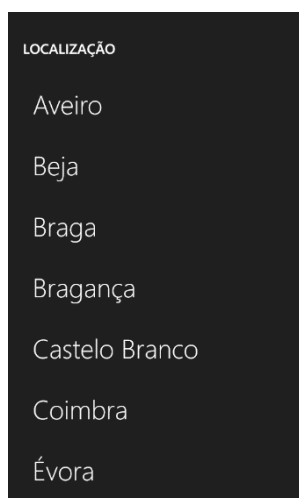 LOCALIZAÇÃO
Aveiro
Beja
Braga
Bragança
Castelo Branco
Coimbra
Évora